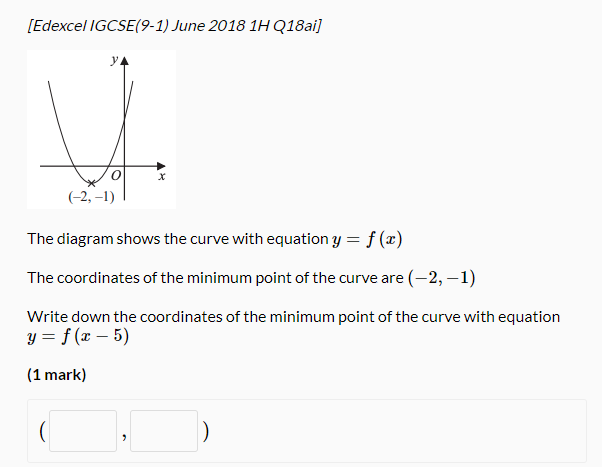 [Edexcel IGCSE(9-1) June 2018 1H Q18ai]
y
O
x
(−2, −1)
The diagram shows the curve with equation y = f (x)
The coordinates of the minimum point of the curve are (−2, −1)
Write down the coordinates of the minimum point of the curve with equation
y = f (x − 5)
(1 mark)
( , )